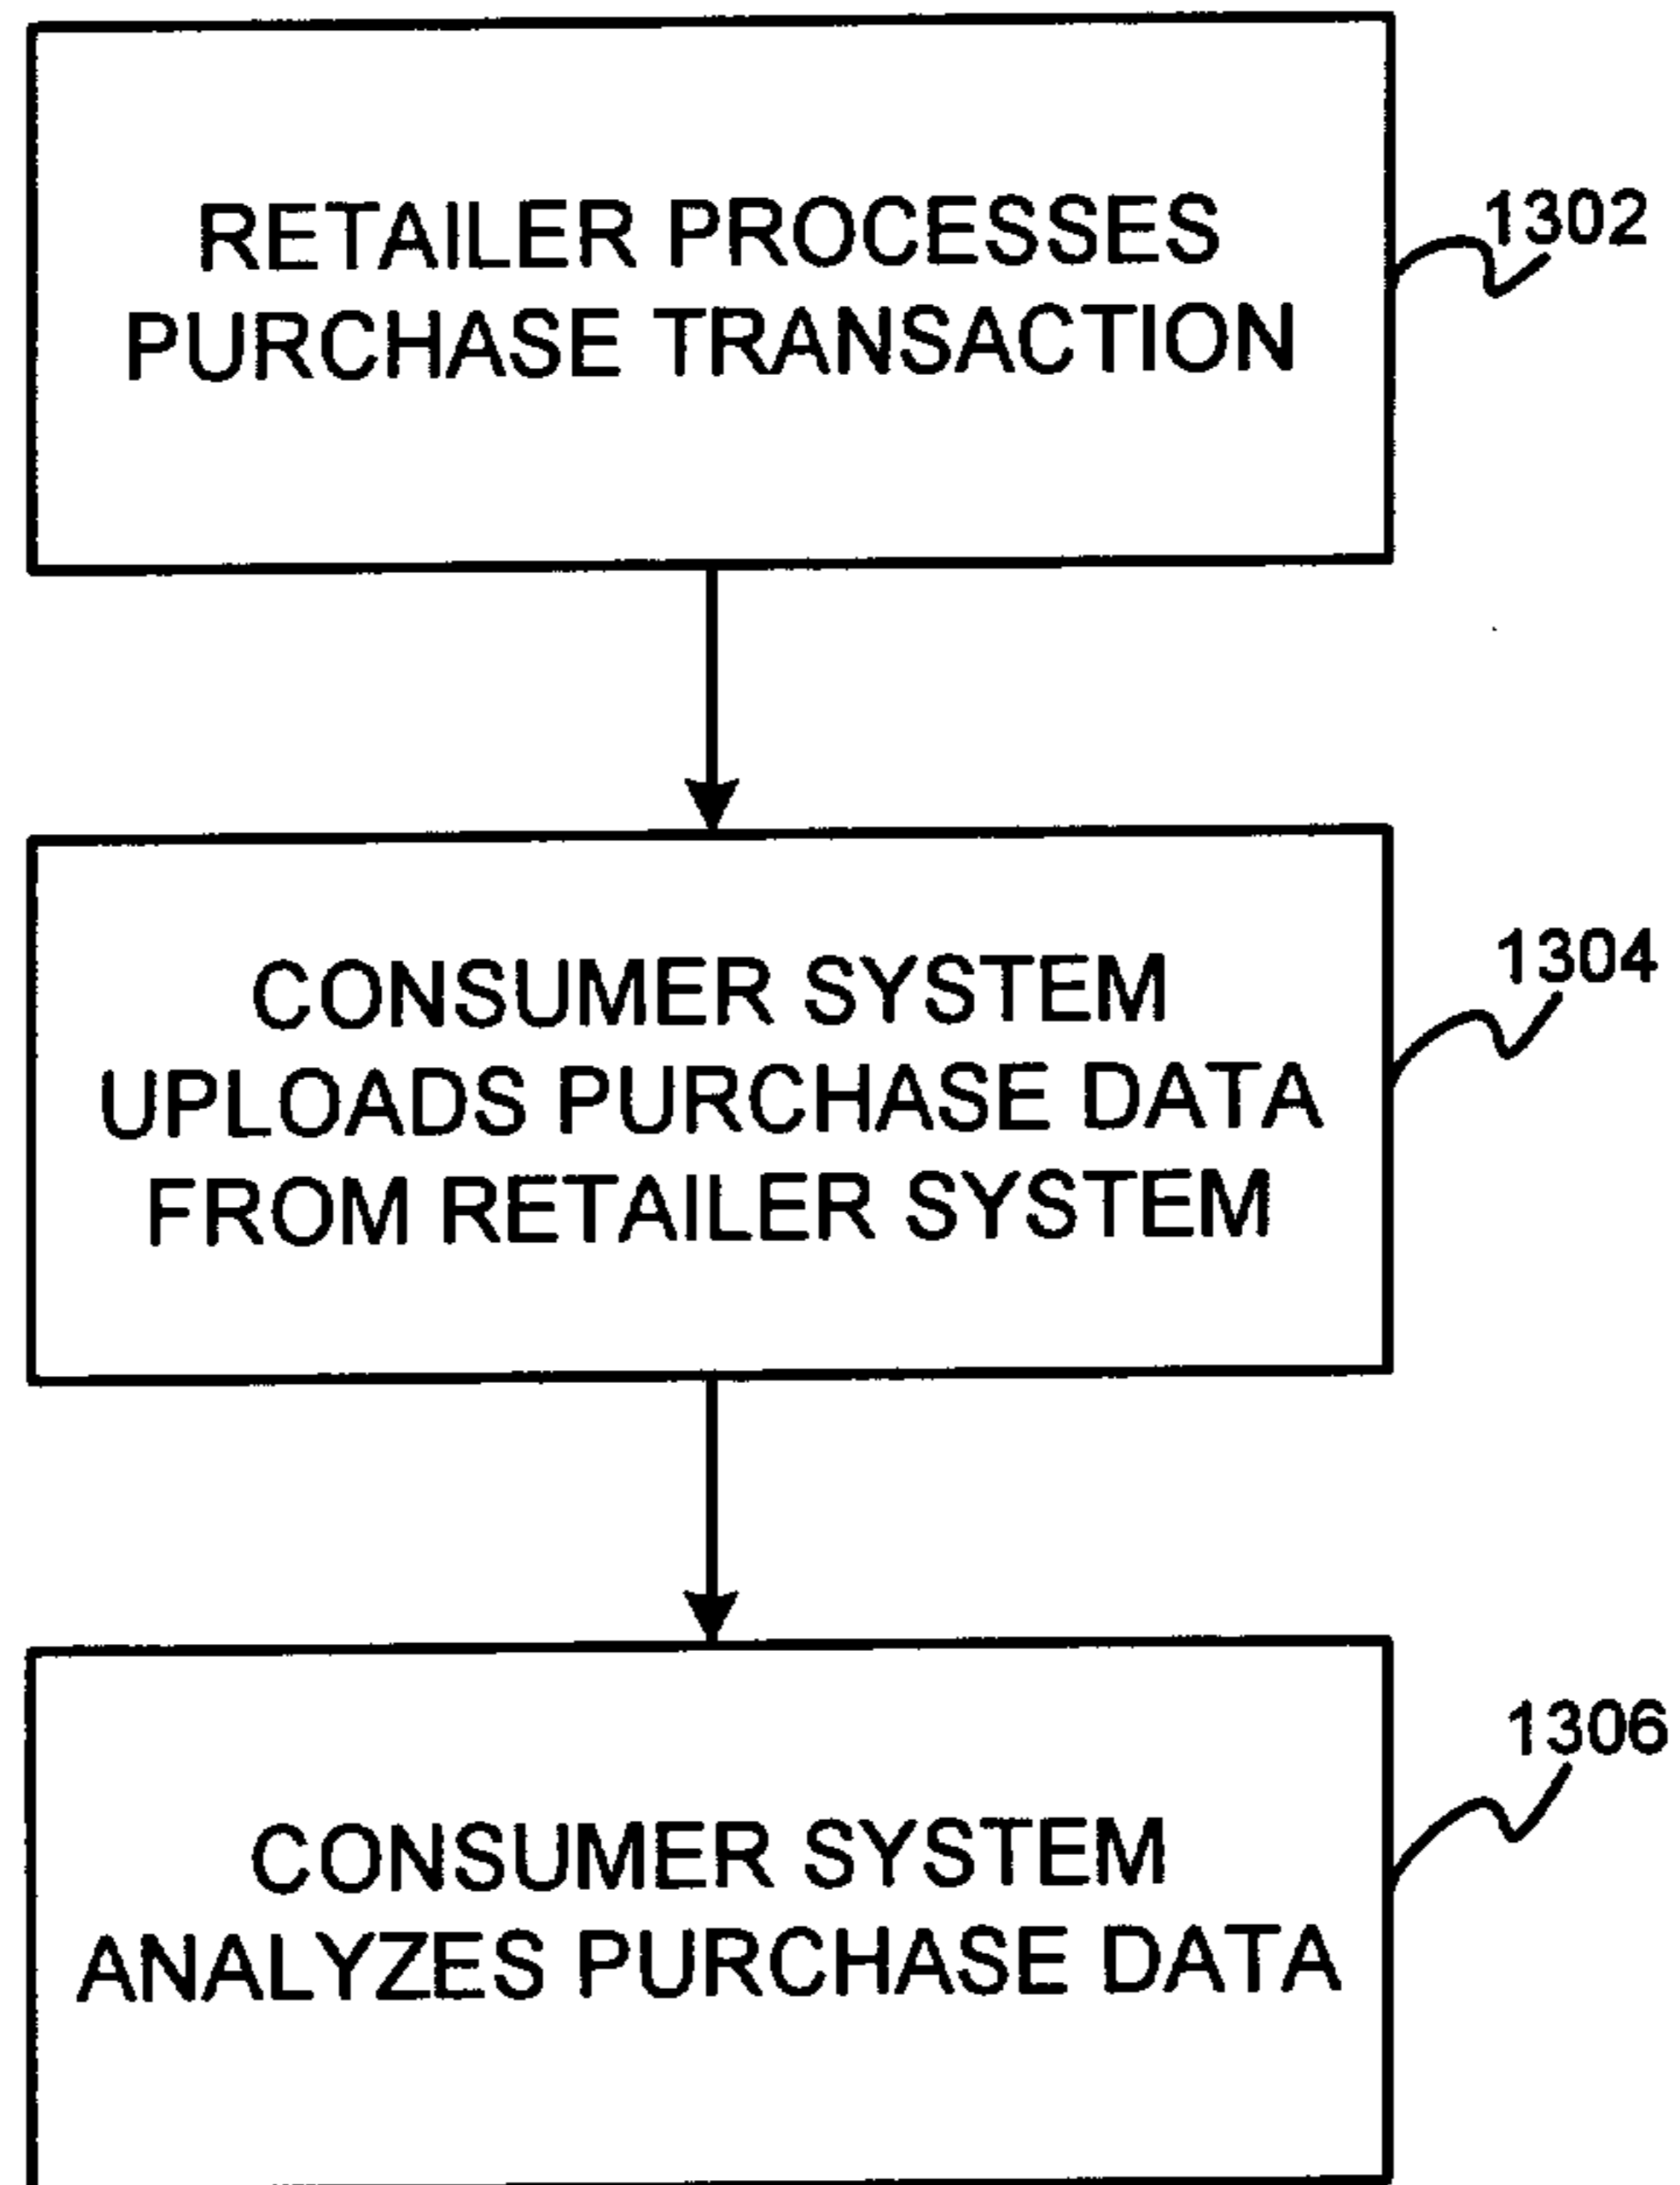 RETAILER PROCESSES
PURCHASE TRANSACTION
1302
CONSUMER SYSTEM
UPLOADS PURCHASE DATA
FROM RETAILER SYSTEM
1304
CONSUMER SYSTEM
ANALYZES PURCHASE DATA
1306